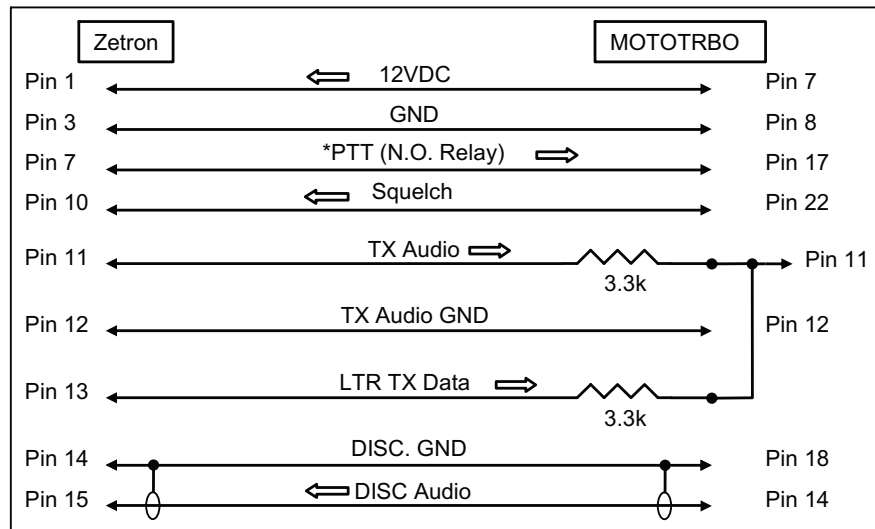 Zetron MOTOTRBO
Pin 1 12VDC Pin 7
Pin 3 GND Pin 8
Pin 7 *PTT (N.O. Relay) Pin 17
Pin 10 Squelch Pin 22
Pin 11 TX Audio Pin 11
3.3k
Pin 12 TX Audio GND Pin 12
Pin 13 LTR TX Data
3.3k
Pin 14 DISC. GND Pin 18
Pin 15 DISC Audio Pin 14